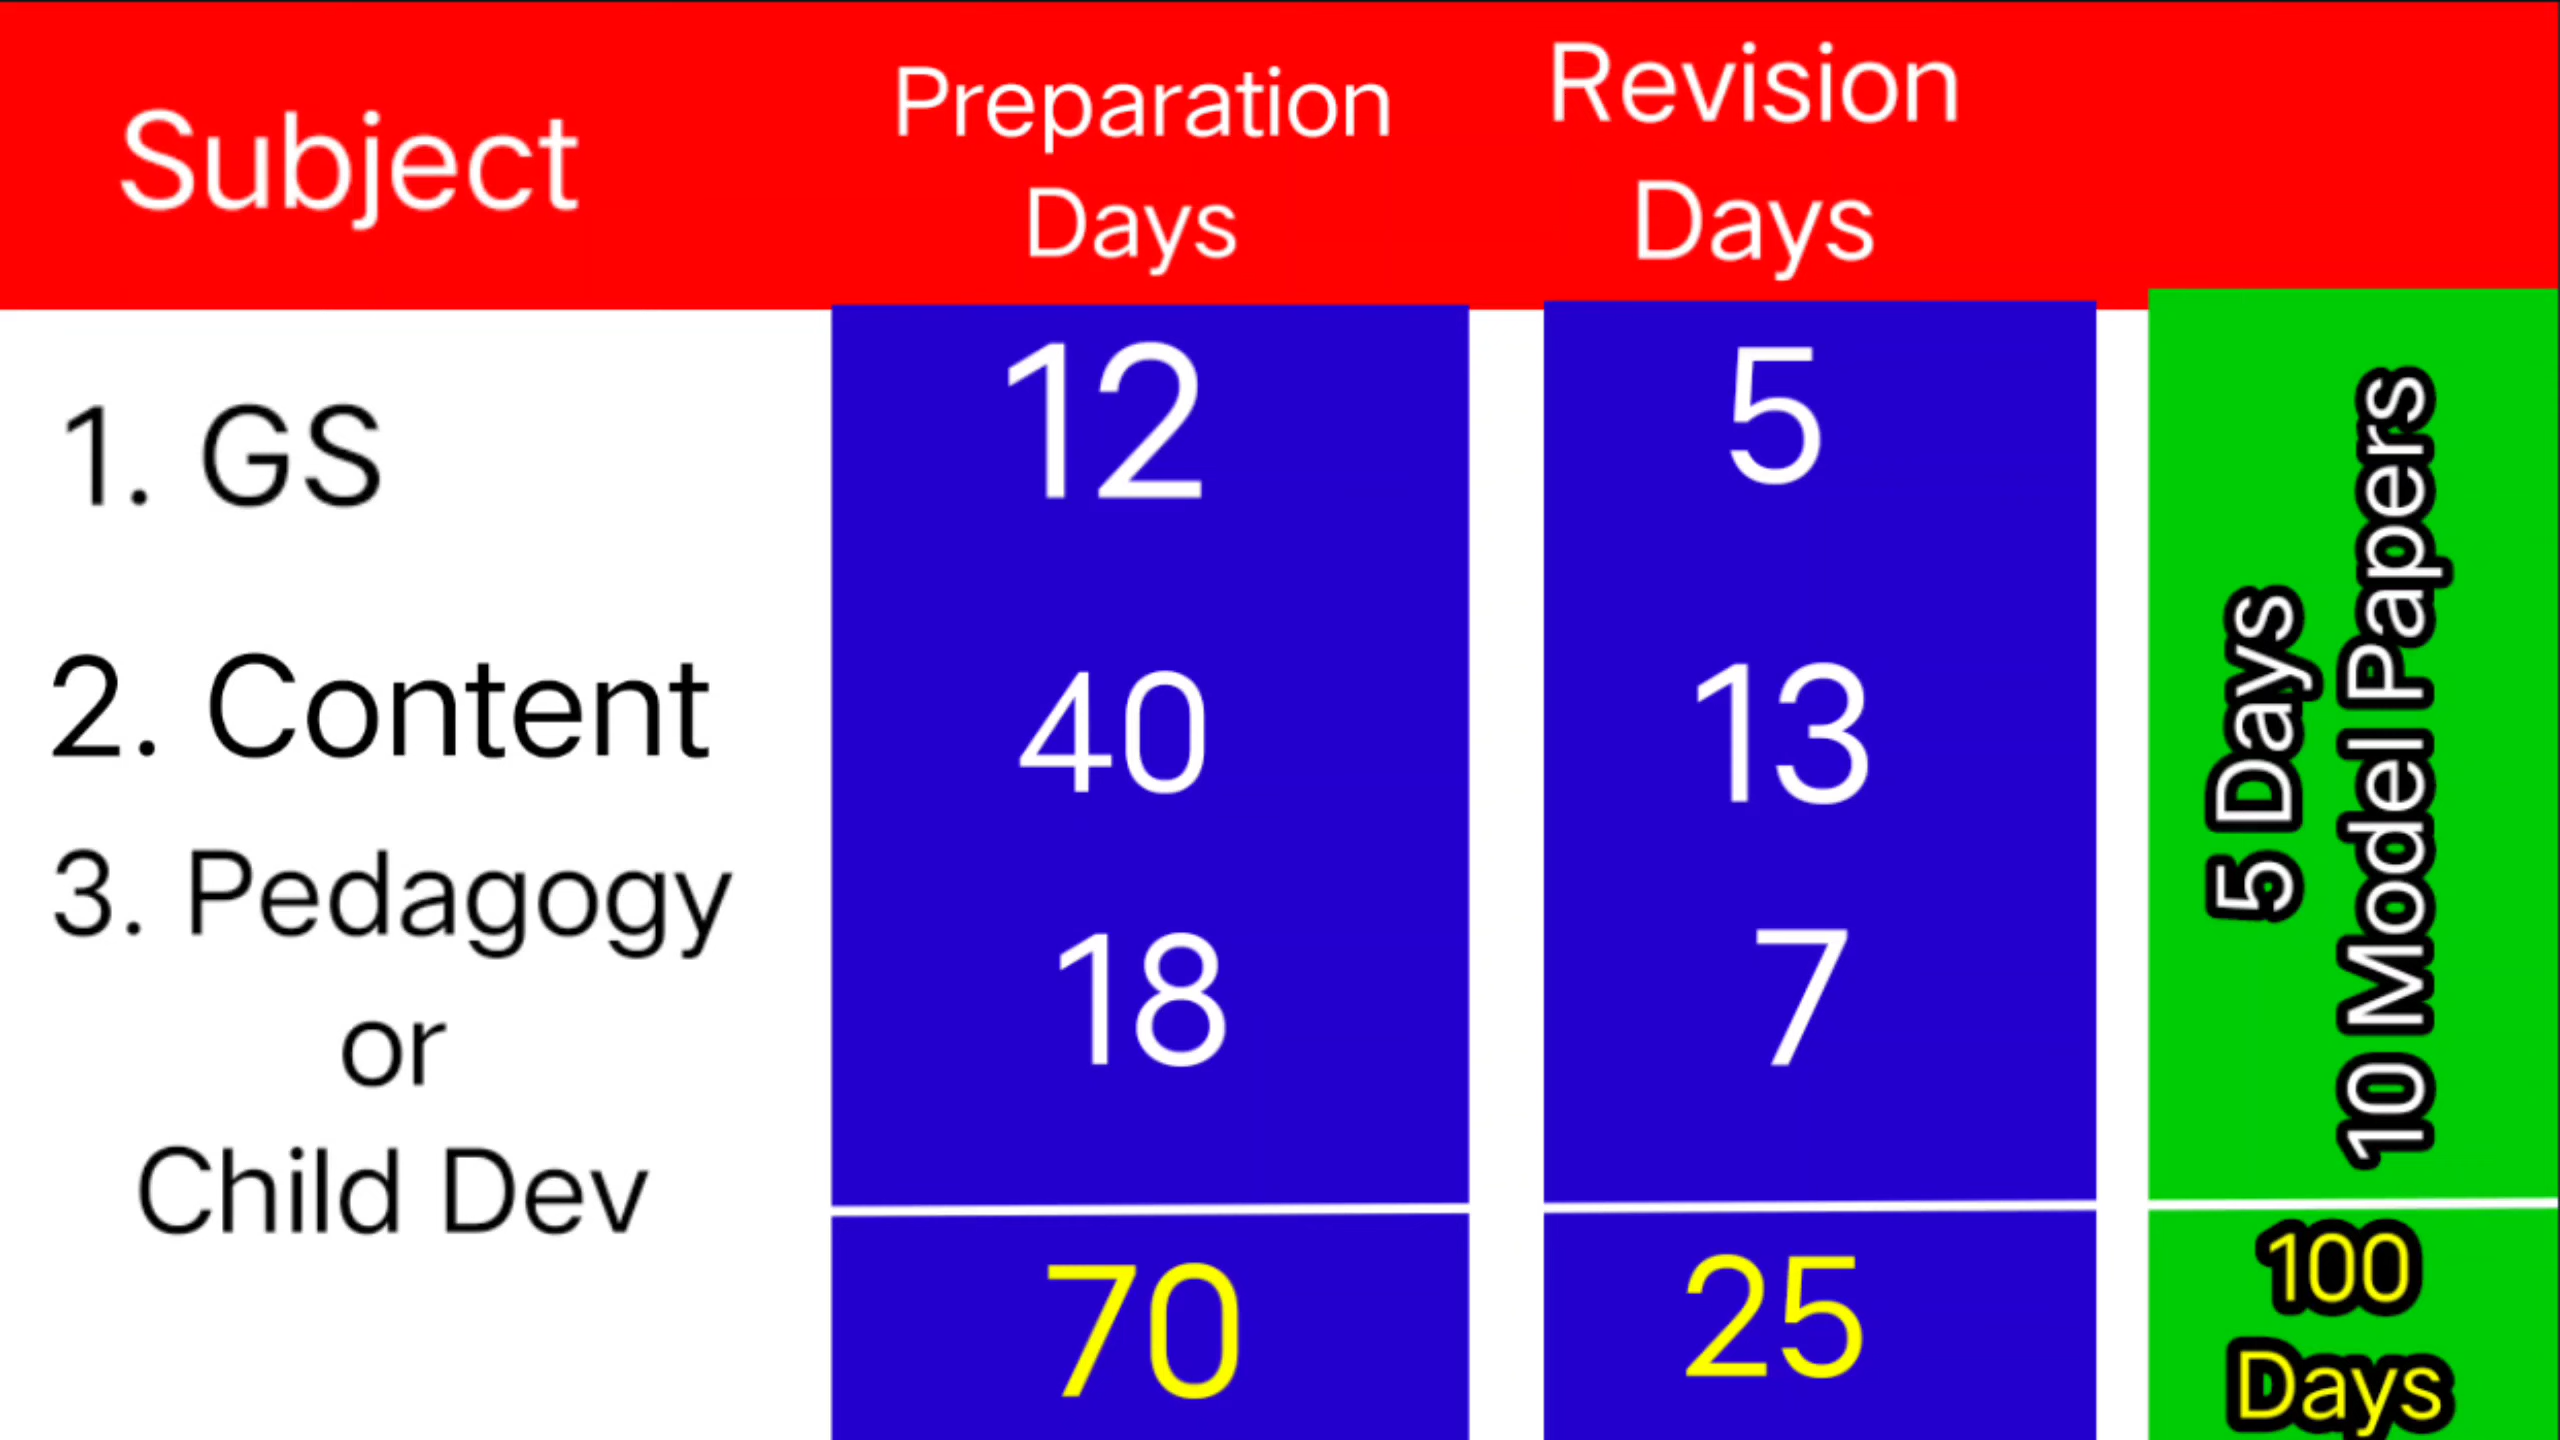 Subject
Preparation
Days
Revision
Days
1. GS
12
5
2. Content
40
13
3. Pedagogy
or
Child Dev
18
7
5 Days
10 Model Papers
70
25
100
Days